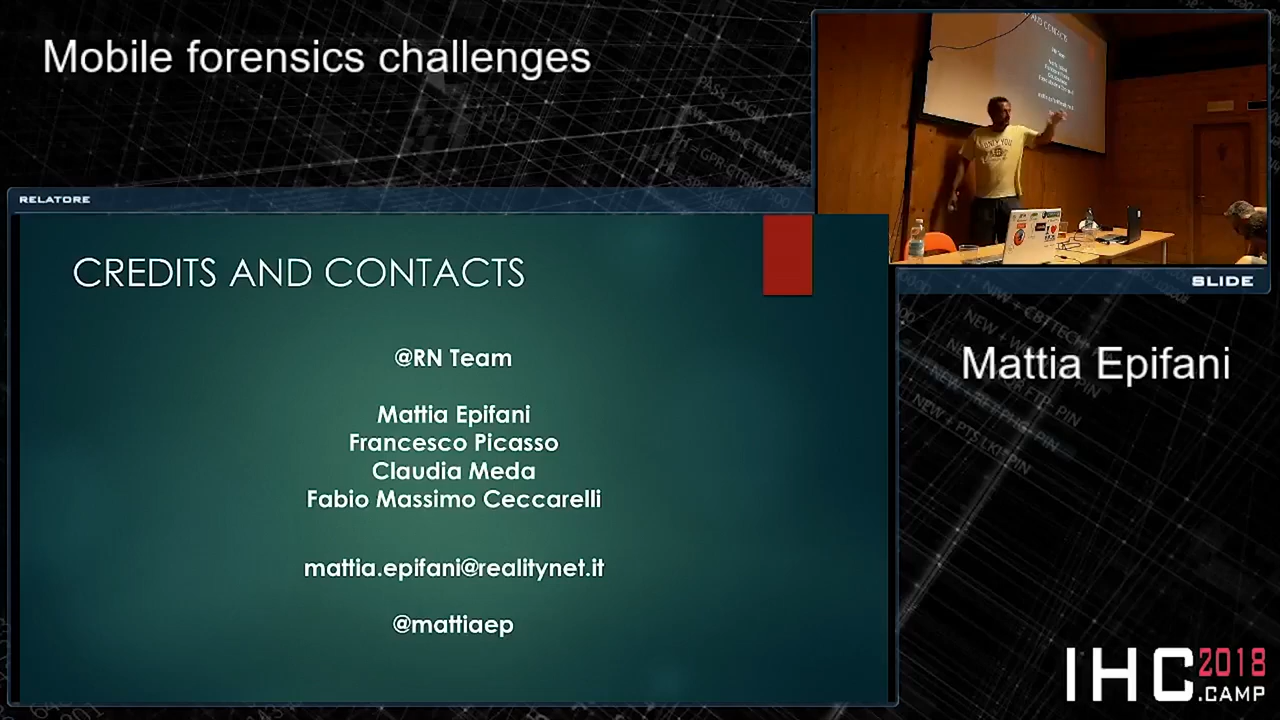 Mobile forensics challenges
RELATORE
CREDITS AND CONTACTS
@RN Team
Mattia Epifani
Francesco Picasso
Claudia Meda
Fabio Massimo Ceccarelli
mattia.epifani@realitynet.it
@mattiaep
SLIDE
Mattia Epifani
IHC 2018
.CAMP